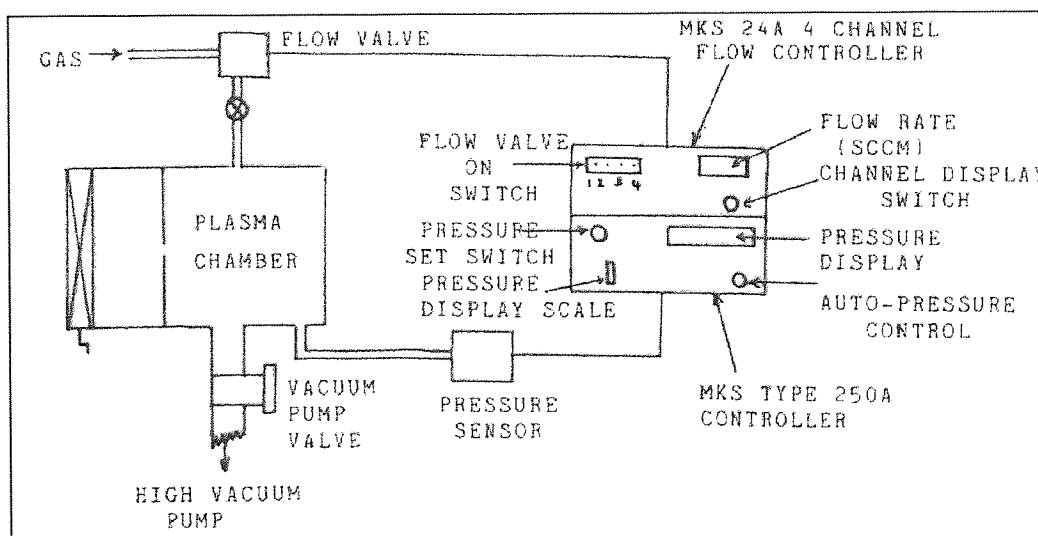 GAS
FLOW VALVE
MKS 24A 4 CHANNEL
FLOW CONTROLLER
FLOW VALVE
ON
SWITCH
1 2 3 4
FLOW RATE
(SCCM)
CHANNEL DISPLAY
SWITCH
PLASMA
CHAMBER
PRESSURE
SET SWITCH
PRESSURE
DISPLAY SCALE
PRESSURE
DISPLAY
AUTO-PRESSURE
CONTROL
VACUUM
PUMP
VALVE
PRESSURE
SENSOR
MKS TYPE 250A
CONTROLLER
HIGH VACUUM
PUMP